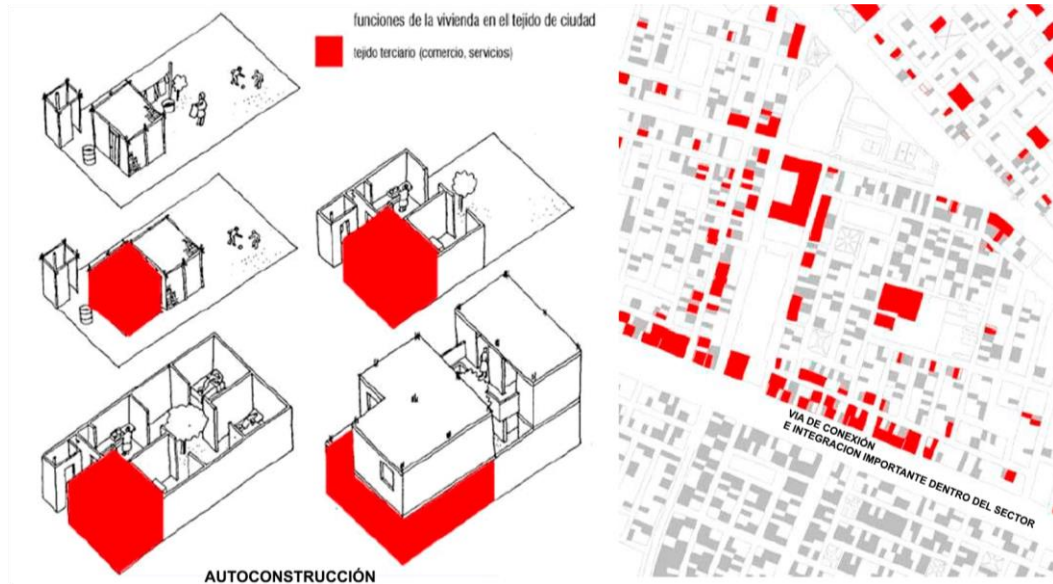 funciones de la vivienda en el tejido de ciudad
tejido terciario (comercio, servicios)
AUTOCONSTRUCCIÓN
VIA DE CONEXIÓN
E INTEGRACION IMPORTANTE DENTRO DEL SECTOR